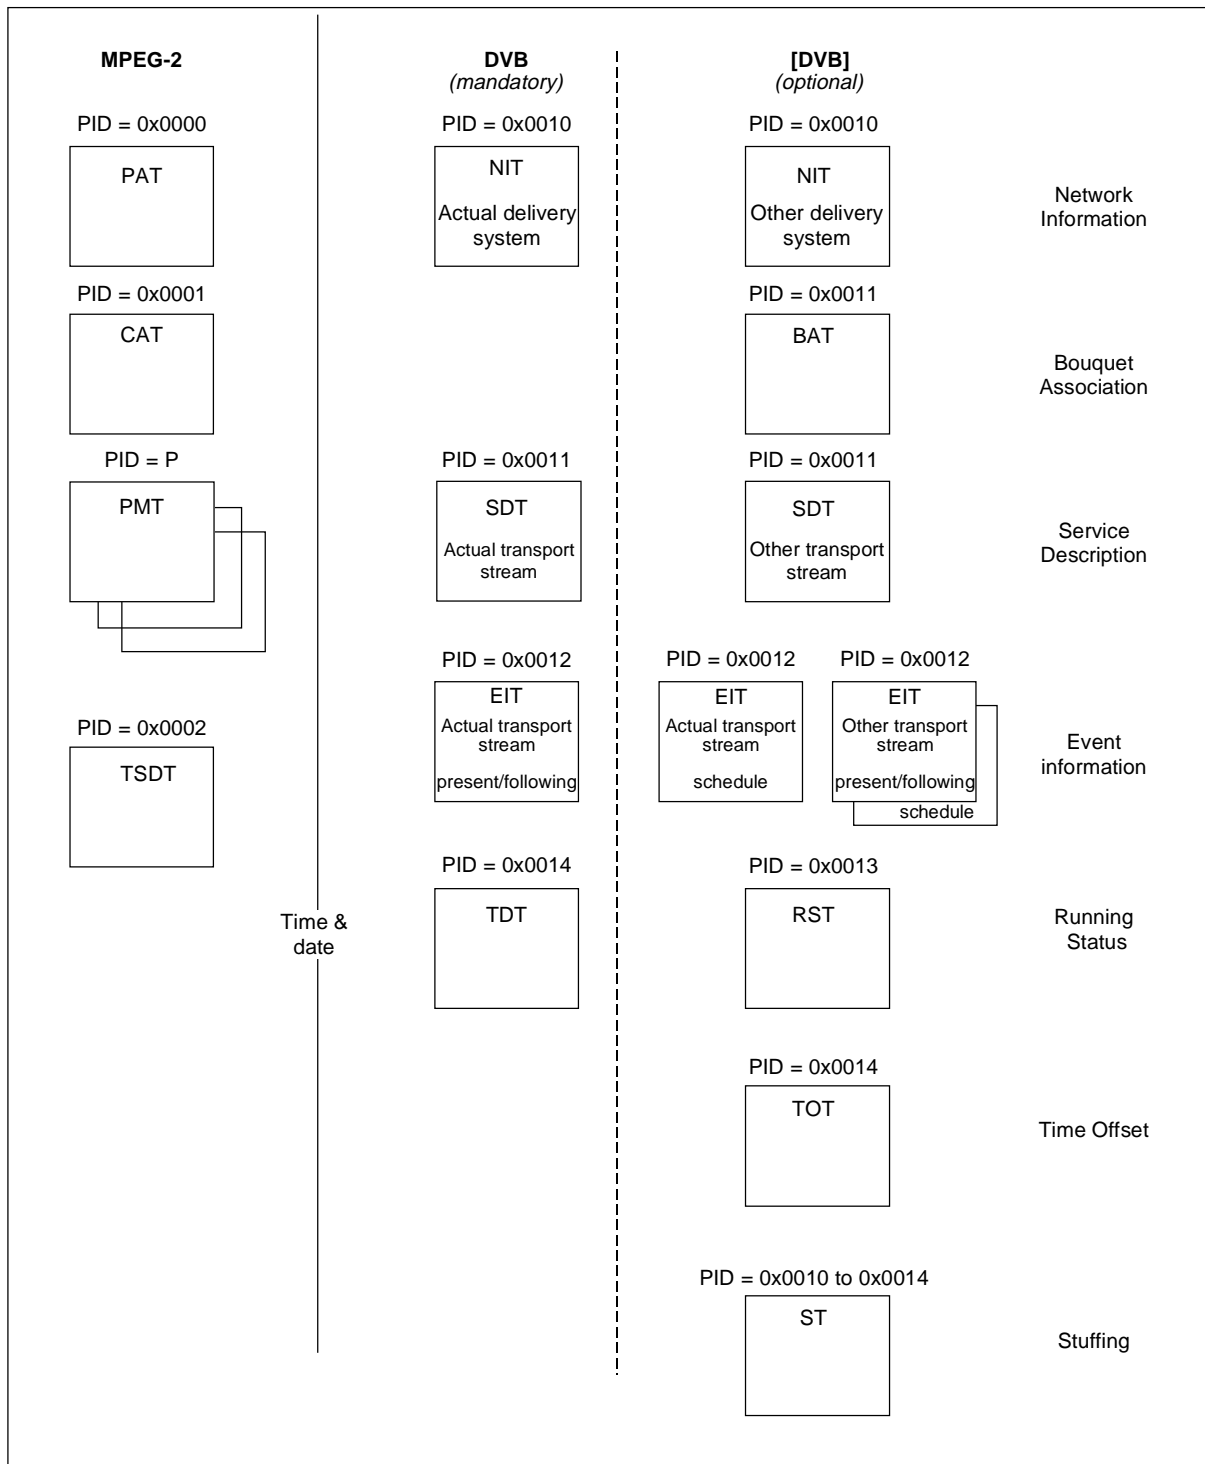 MPEG-2
DVB
(mandatory)
[DVB]
(optional)
PID = 0x0000
PAT
PID = 0x0010
NIT
Actual delivery
system
PID = 0x0010
NIT
Other delivery
system
Network
Information
PID = 0x0001
CAT
PID = 0x0011
BAT
Bouquet
Association
PID = P
PMT
PID = 0x0011
SDT
Actual transport
stream
PID = 0x0011
SDT
Other transport
stream
Service
Description
PID = 0x0002
TSDT
PID = 0x0012
EIT
Actual transport
stream
present/following
PID = 0x0012
EIT
Actual transport
stream
schedule
PID = 0x0012
EIT
Other transport
stream
present/following
schedule
Event
information
Time &
date
PID = 0x0014
TDT
PID = 0x0013
RST
Running
Status
PID = 0x0014
TOT
Time Offset
PID = 0x0010 to 0x0014
ST
Stuffing